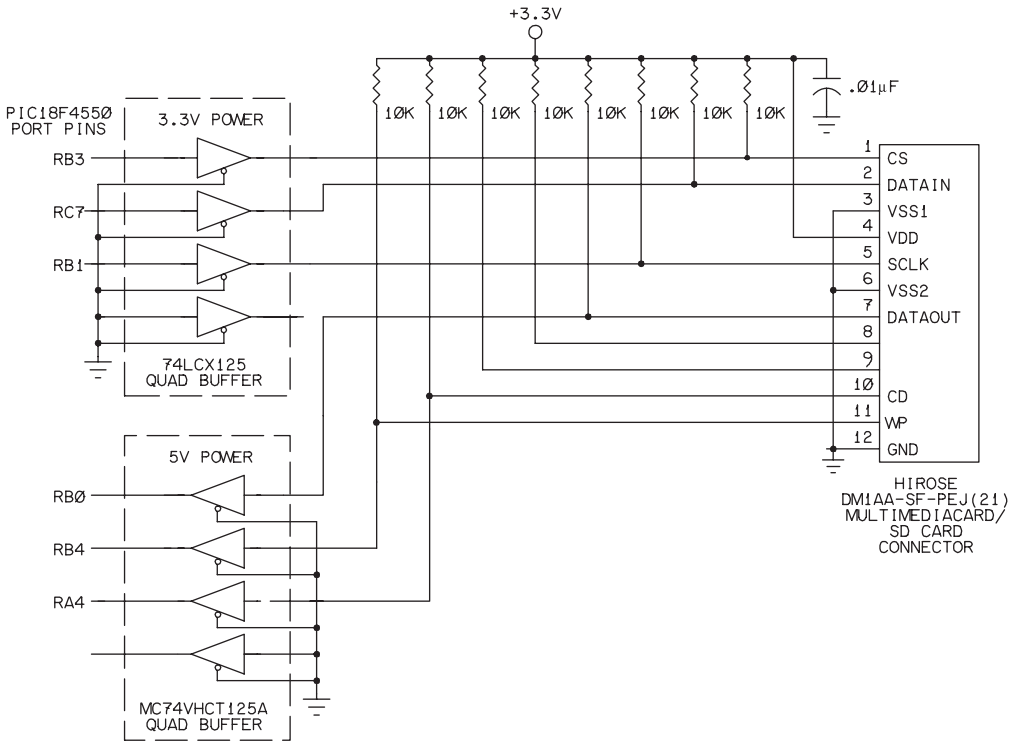 +3.3V
10K
10K
10K
10K
10K
10K
10K
10K
.01µF
PIC18F4550
PORT PINS
3.3V POWER
RB3
RC7
RB1
74LCX125
QUAD BUFFER
5V POWER
RB0
RB4
RA4
MC74VHCT125A
QUAD BUFFER
1 CS
2 DATAIN
3 VSS1
4 VDD
5 SCLK
6 VSS2
7 DATAOUT
8
9
10 CD
11 WP
12 GND
HIROSE
DM1AA-SF-PEJ(21)
MULTIMEDIACARD/
SD CARD
CONNECTOR